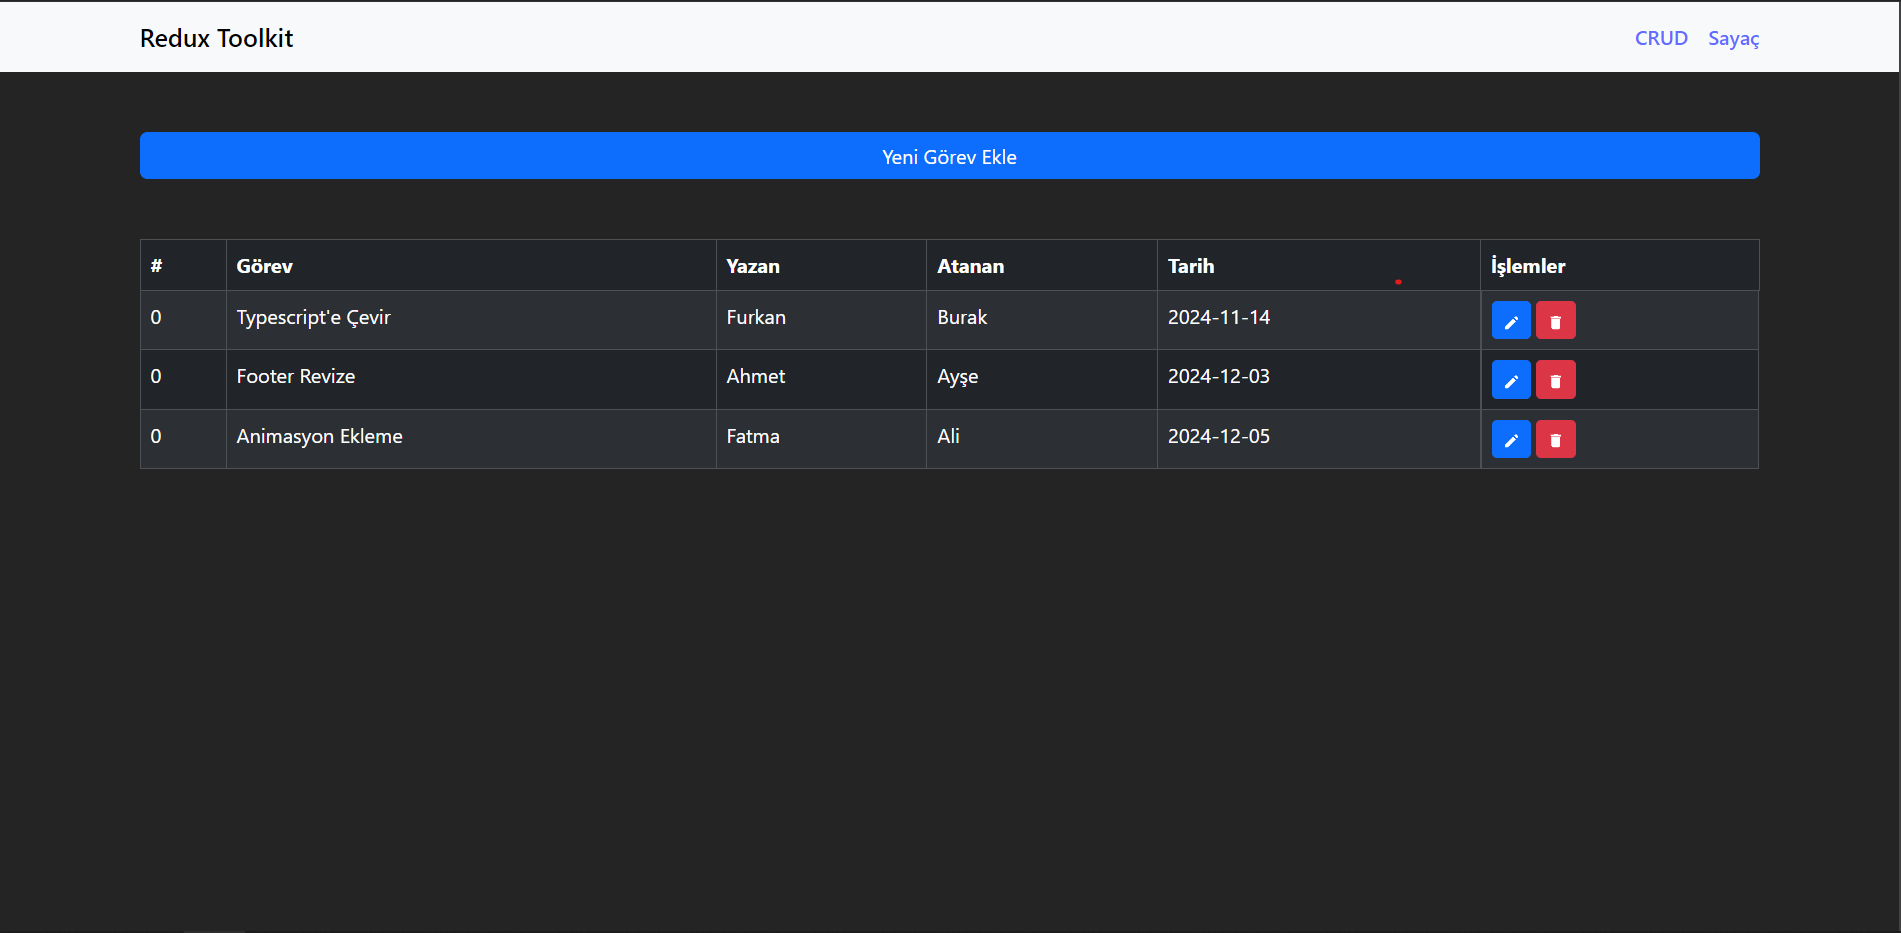 Redux Toolkit CRUD Sayaç
Yeni Görev Ekle
# Görev Yazan Atanan Tarih İşlemler
0 Typescript'e Çevir Furkan Burak 2024-11-14
0 Footer Revize Ahmet Ayşe 2024-12-03
0 Animasyon Ekleme Fatma Ali 2024-12-05